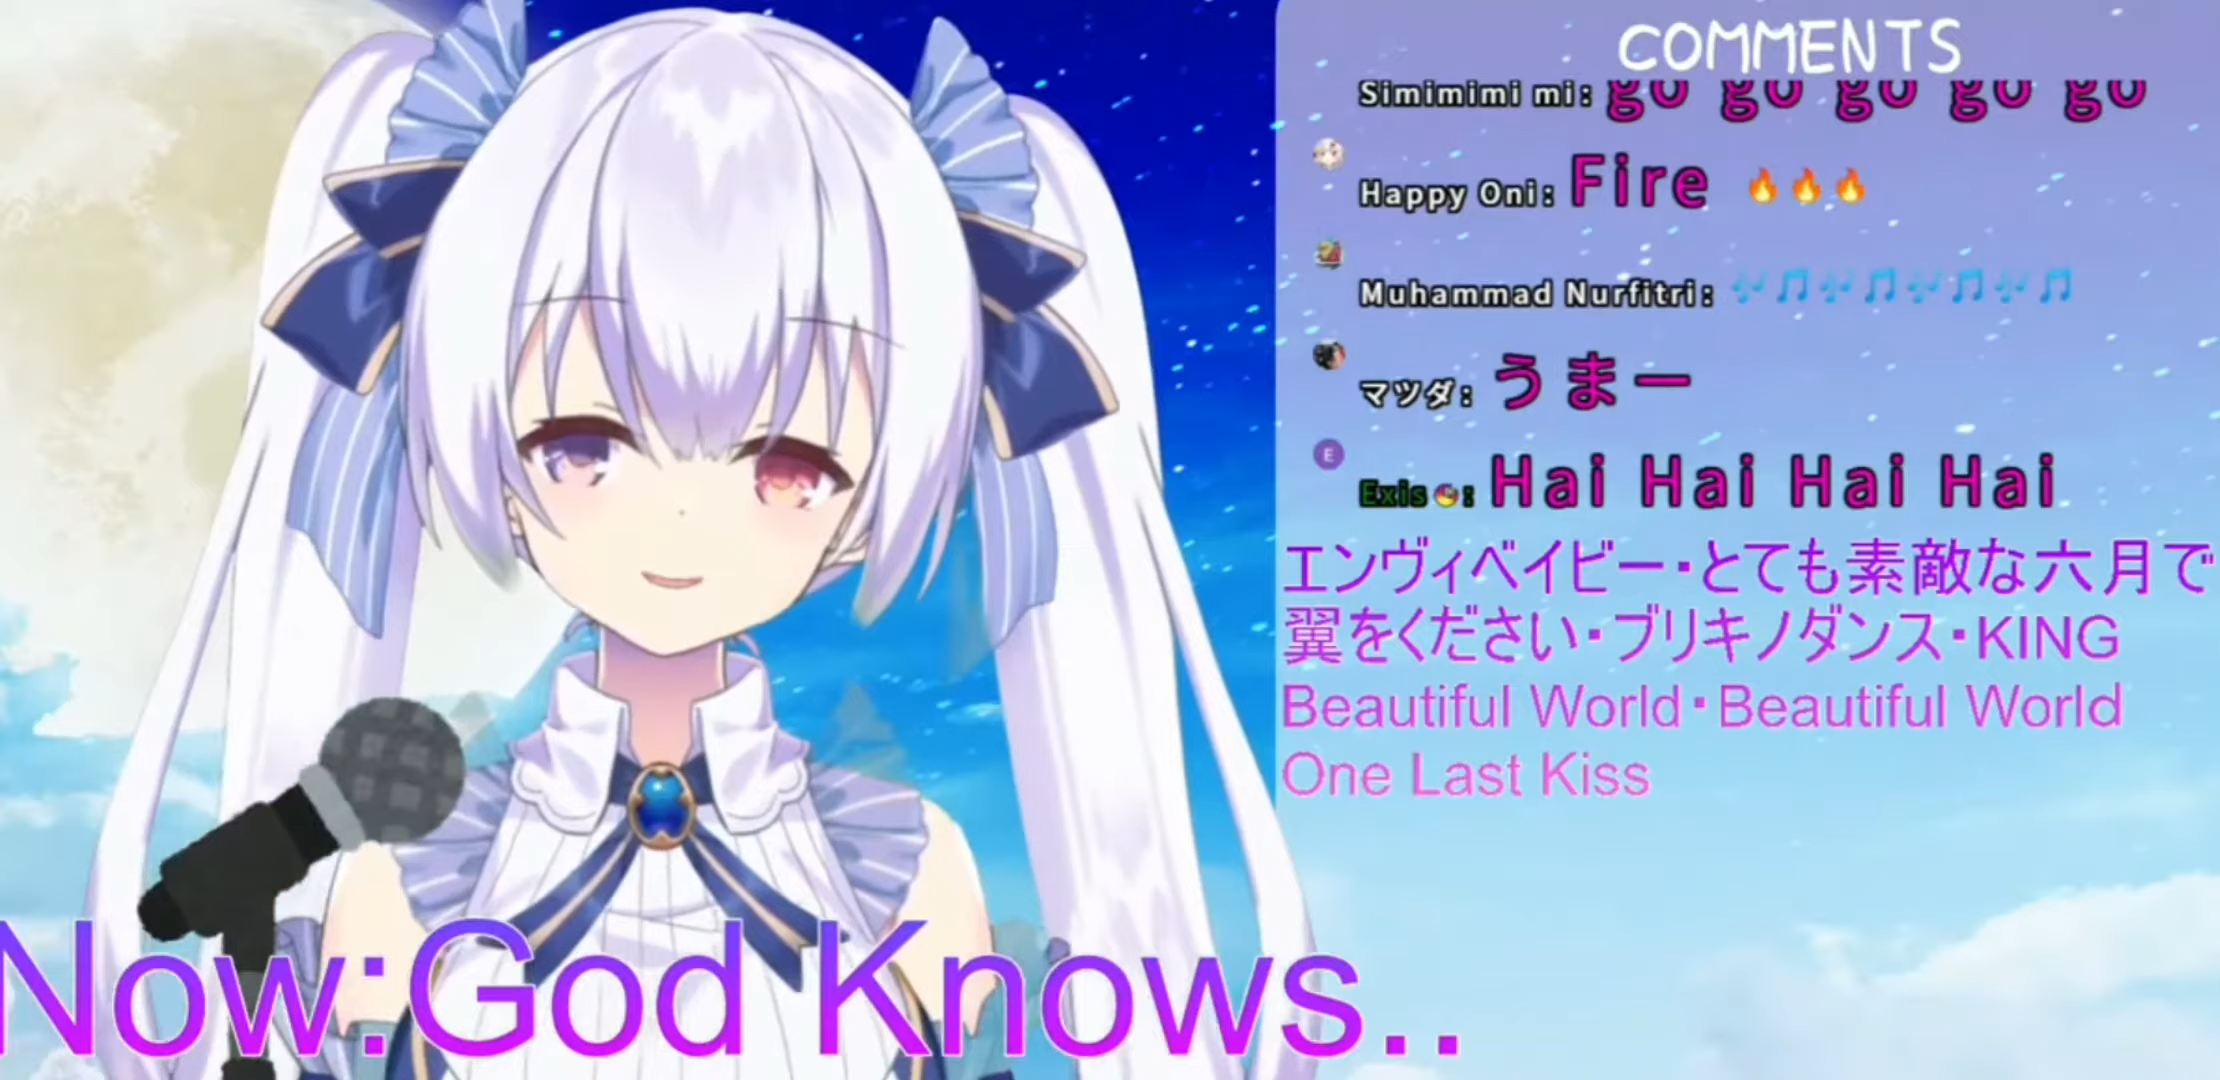 COMMENTS
Simimimi mi: go go go go go
Happy Oni: Fire 🔥🔥🔥
Muhammad Nurfitri: 🎶🎵🎶🎵🎶🎵🎶🎵
マツダ: うまー
E
Exis: Hai Hai Hai Hai
エンヴィベイビー・とても素敵な六月で
翼をください・ブリキノダンス・KING
Beautiful World・Beautiful World
One Last Kiss
Now:God Knows..